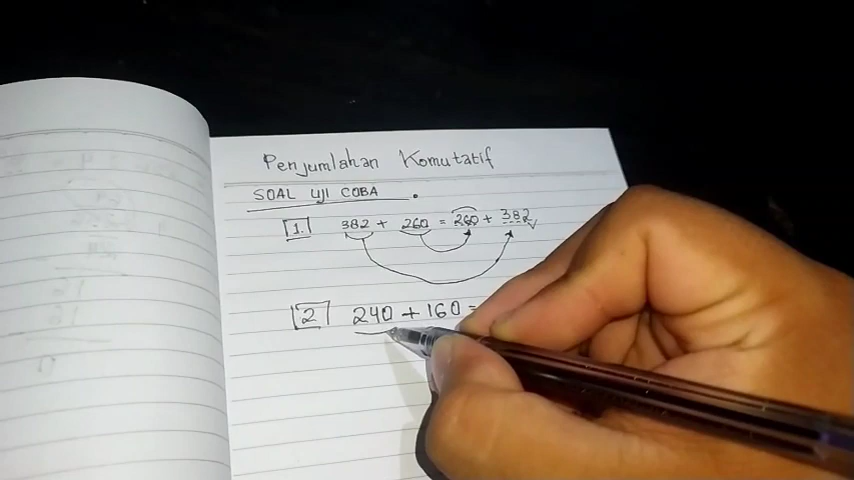 Penjumlahan Komutatif
SOAL UJI COBA.
1. 382 + 260 = 260 + 382
2 240 + 160 =